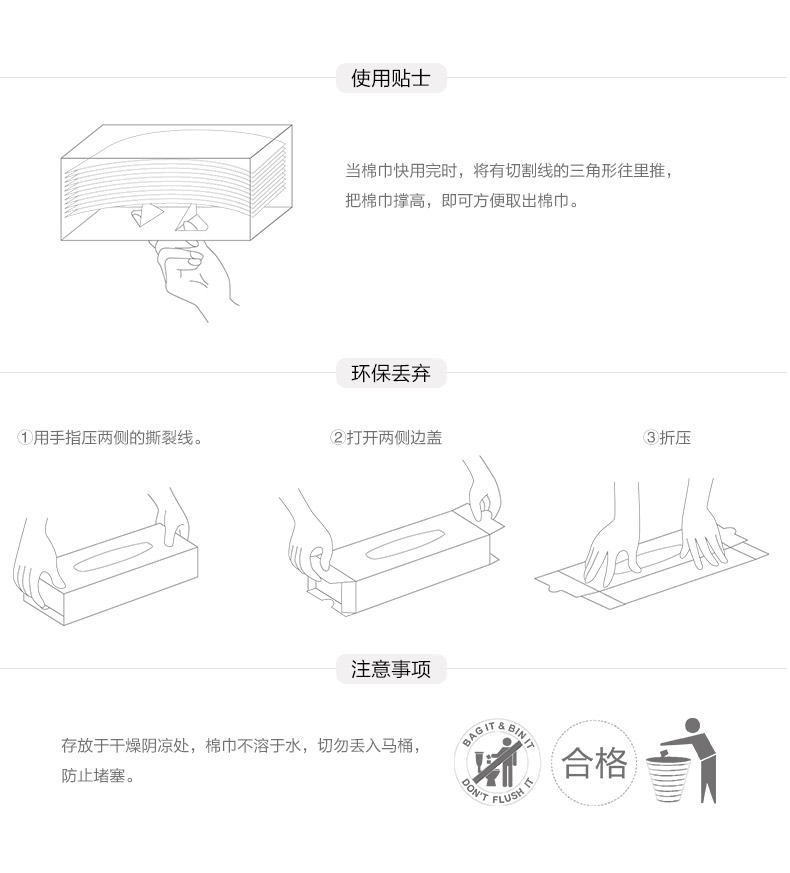 使用贴士
当棉巾快用完时，将有切割线的三角形往里推，
把棉巾撑高，即可方便取出棉巾。
环保丢弃
①用手指压两侧的撕裂线。
②打开两侧边盖
③折压
注意事项
存放于干燥阴凉处，棉巾不溶于水，切勿丢入马桶，
防止堵塞。
BAG IT & BIN IT
DON'T FLUSH IT
合格